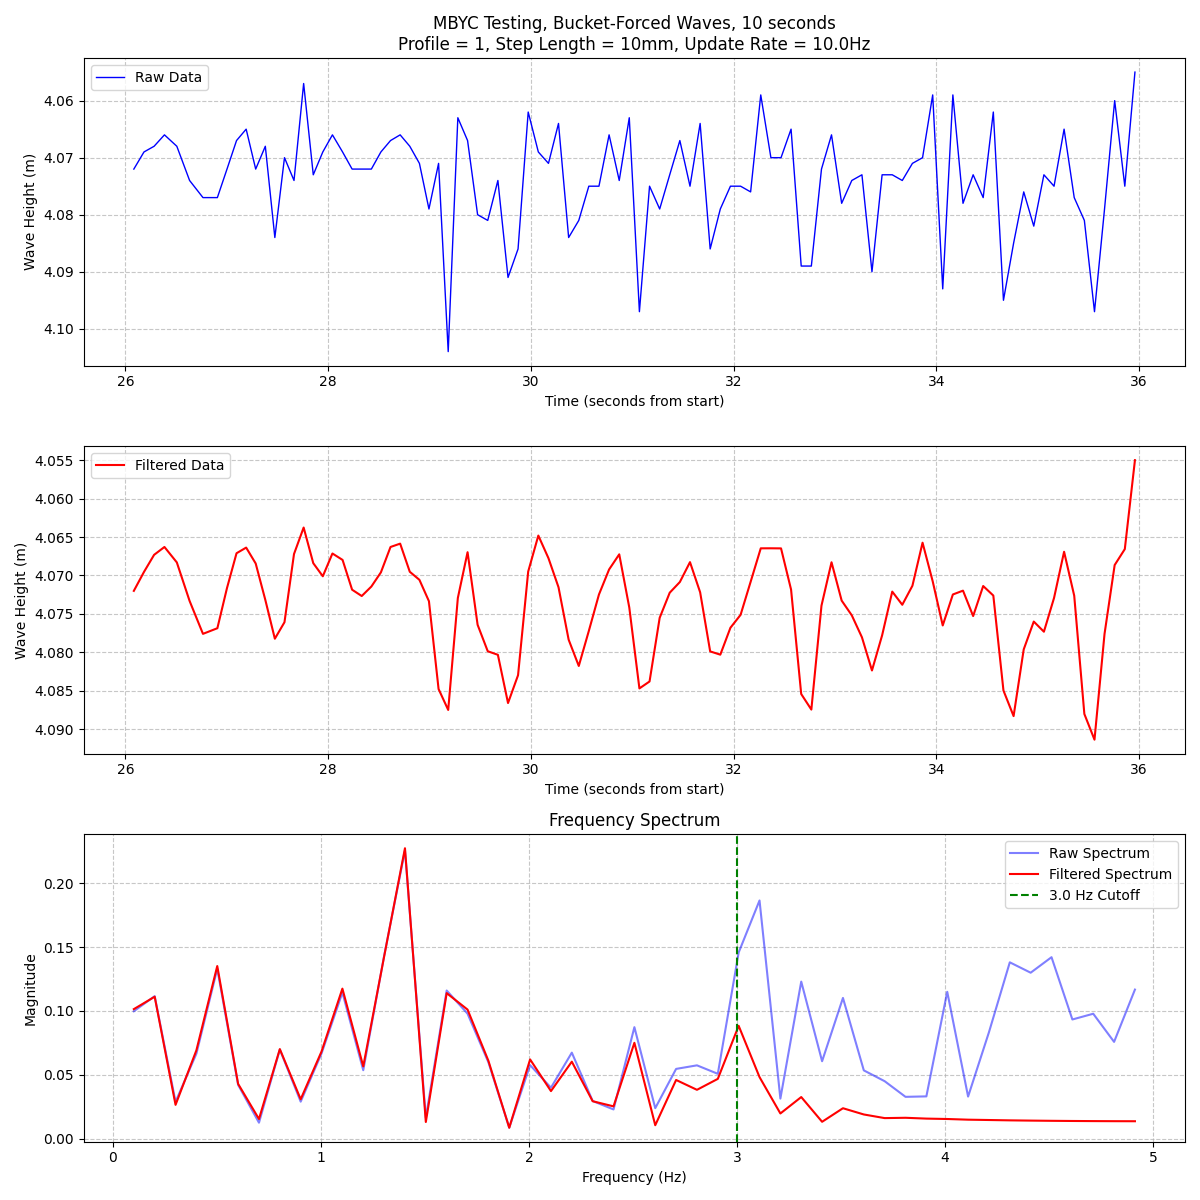 MBYC Testing, Bucket-Forced Waves, 10 seconds
Profile = 1, Step Length = 10mm, Update Rate = 10.0Hz
Raw Data
Wave Height (m)
4.06
4.07
4.08
4.09
4.10
26 28 30 32 34 36
Time (seconds from start)
Filtered Data
Wave Height (m)
4.055
4.060
4.065
4.070
4.075
4.080
4.085
4.090
26 28 30 32 34 36
Time (seconds from start)
Frequency Spectrum
Raw Spectrum
Filtered Spectrum
3.0 Hz Cutoff
Magnitude
0.20
0.15
0.10
0.05
0.00
0 1 2 3 4 5
Frequency (Hz)